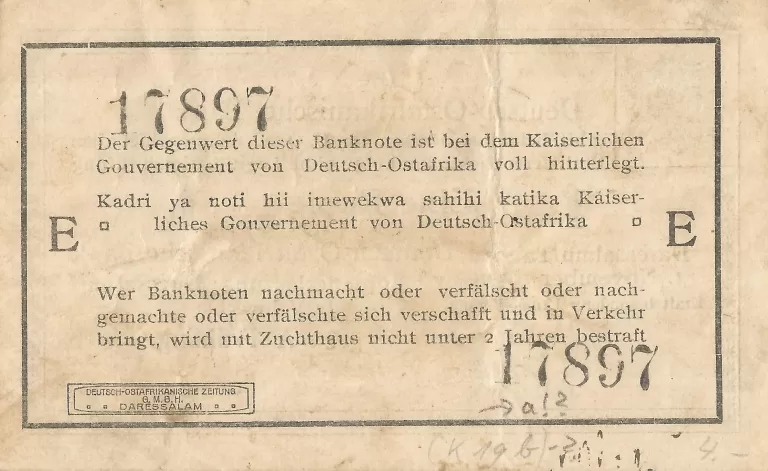 17897
Der Gegenwert dieser Banknote ist bei dem Kaiserlichen
Gouvernement von Deutsch-Ostafrika voll hinterlegt.
Kadri ya noti hii imewekwa sahihi katika Kaiser-
liches Gouvernement von Deutsch-Ostafrika
E E
Wer Banknoten nachmacht oder verfälscht oder nach-
gemachte oder verfälschte sich verschafft und in Verkehr
bringt, wird mit Zuchthaus nicht unter 2 Jahren bestraft
17897
DEUTSCH-OSTAFRIKANISCHE ZEITUNG
G. M. B. H.
DARESSALAM
→ a!?
(K 19 b)
4.-